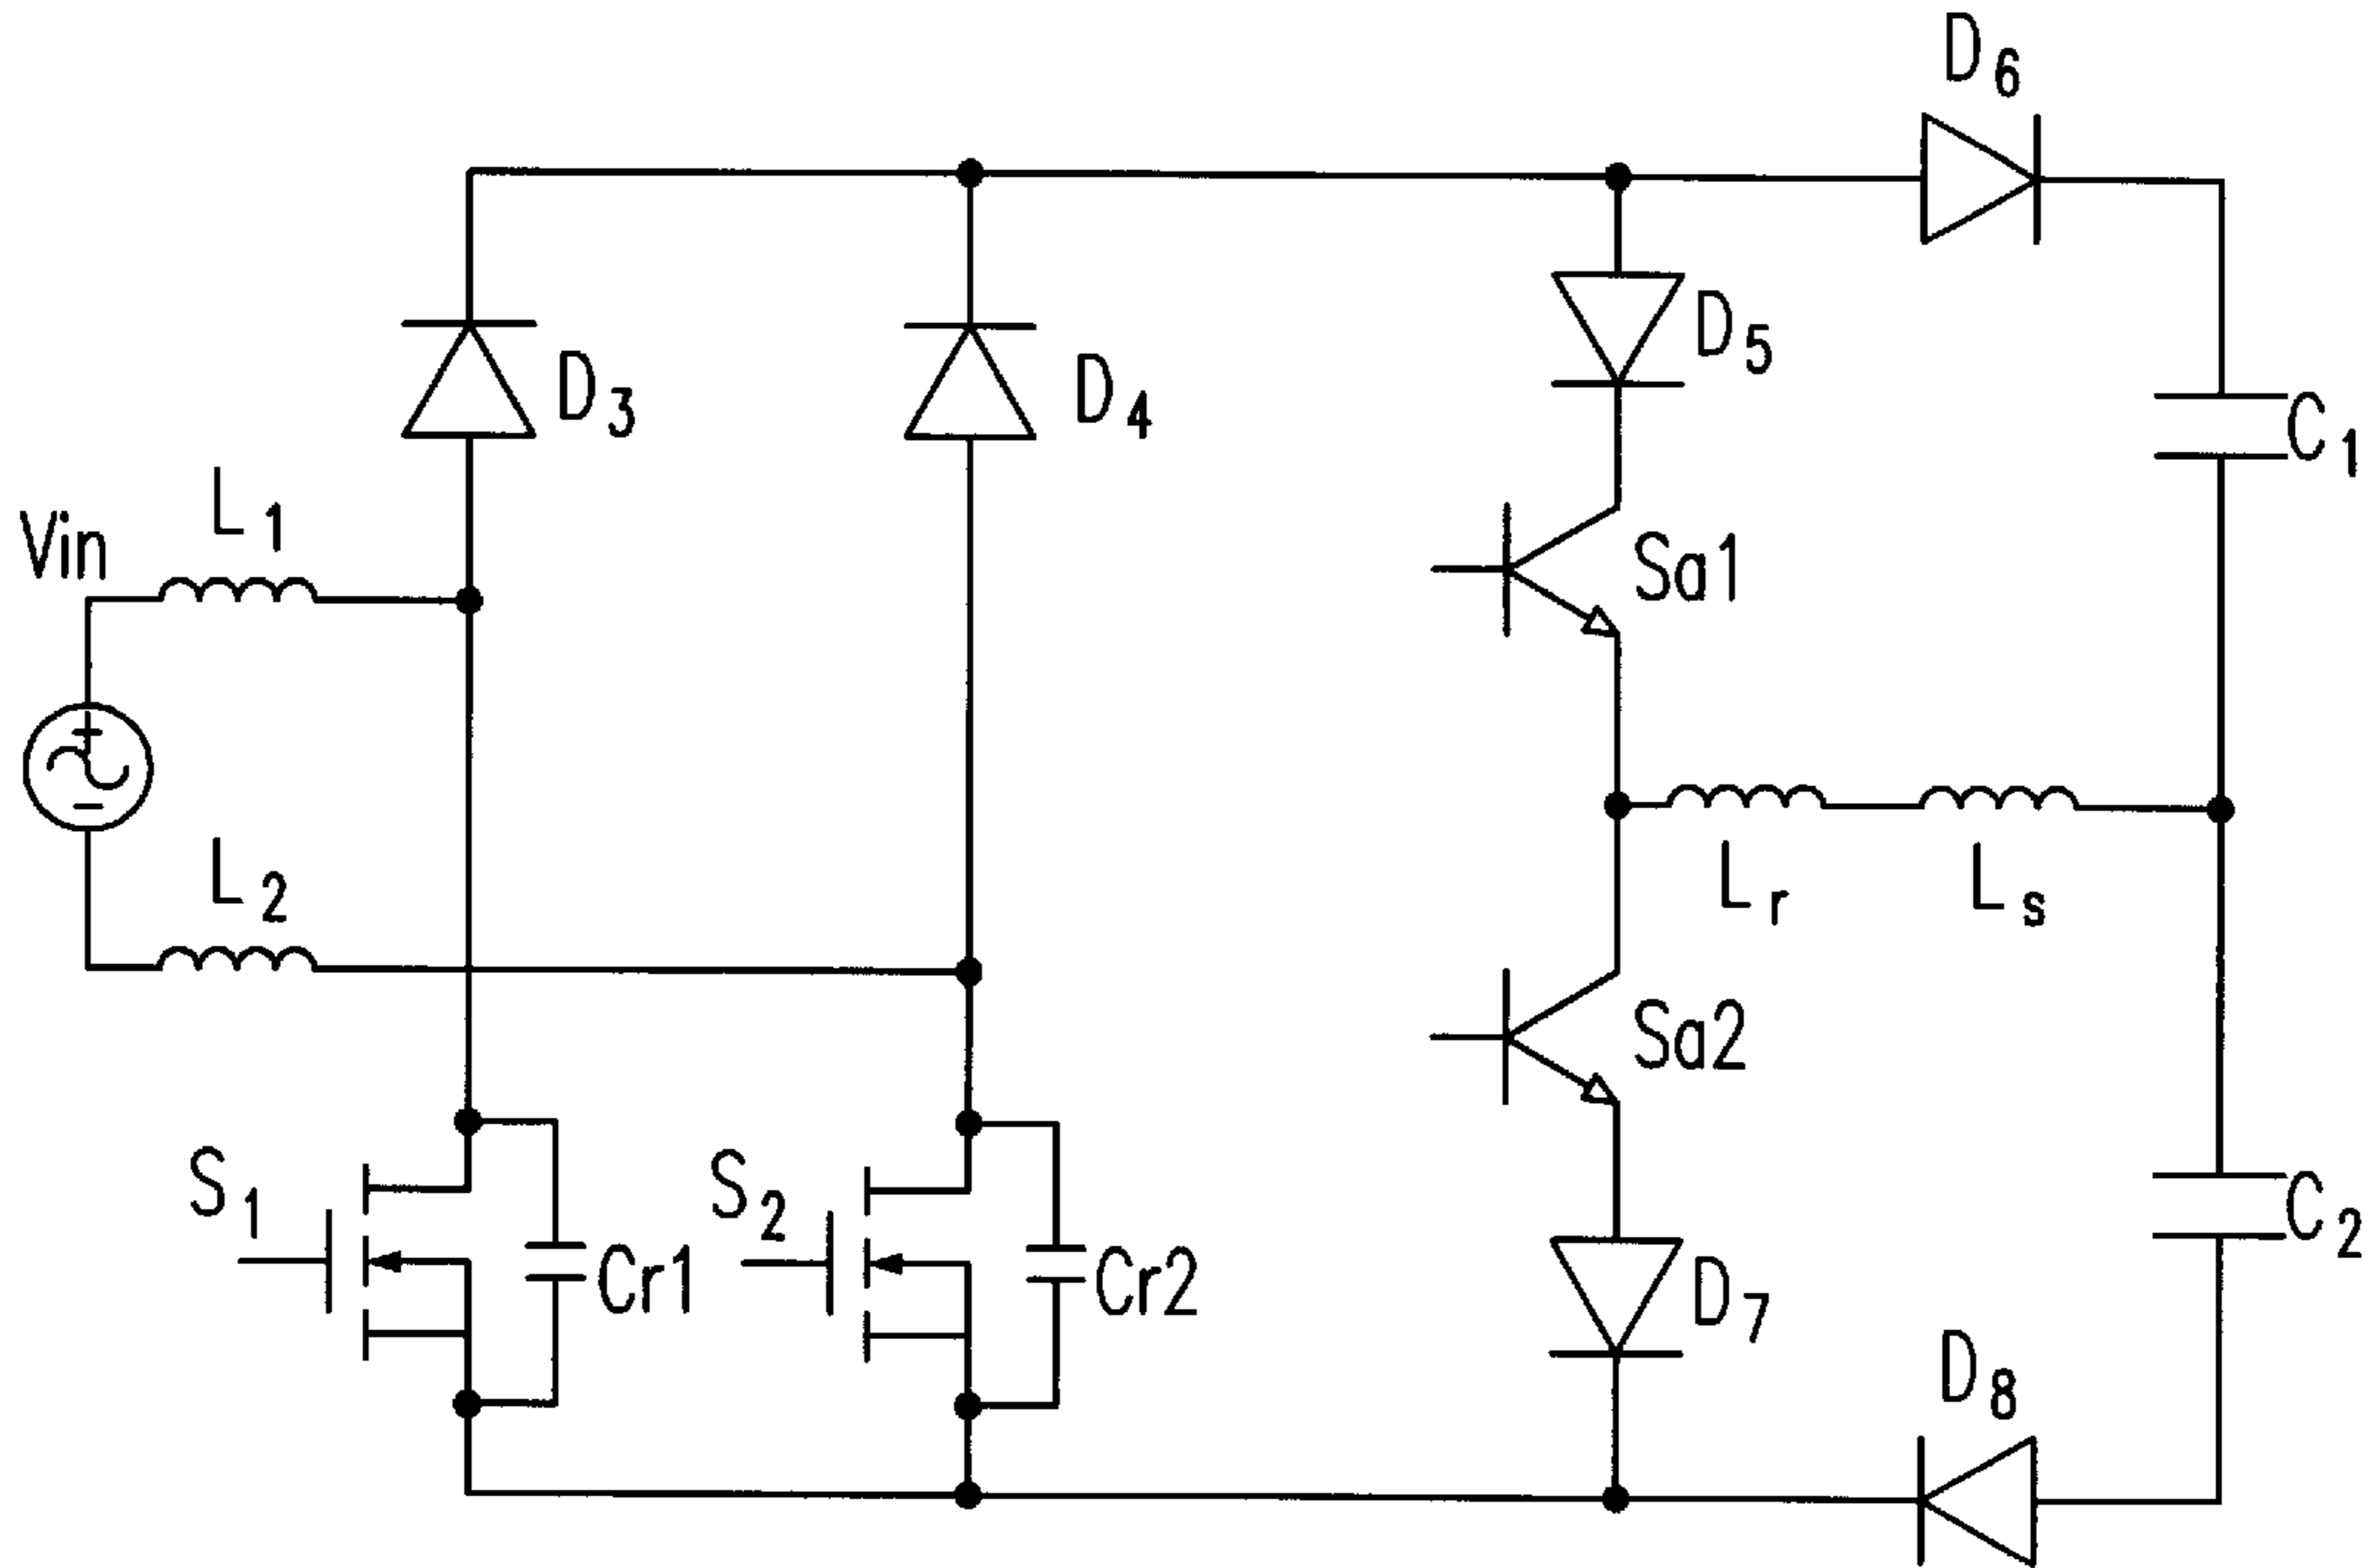 D6
D3
D4
D5
C1
L1
Vin
Sa1
+
−
L2
Lr
Ls
Sa2
S1
S2
Cr1
Cr2
C2
D7
D8